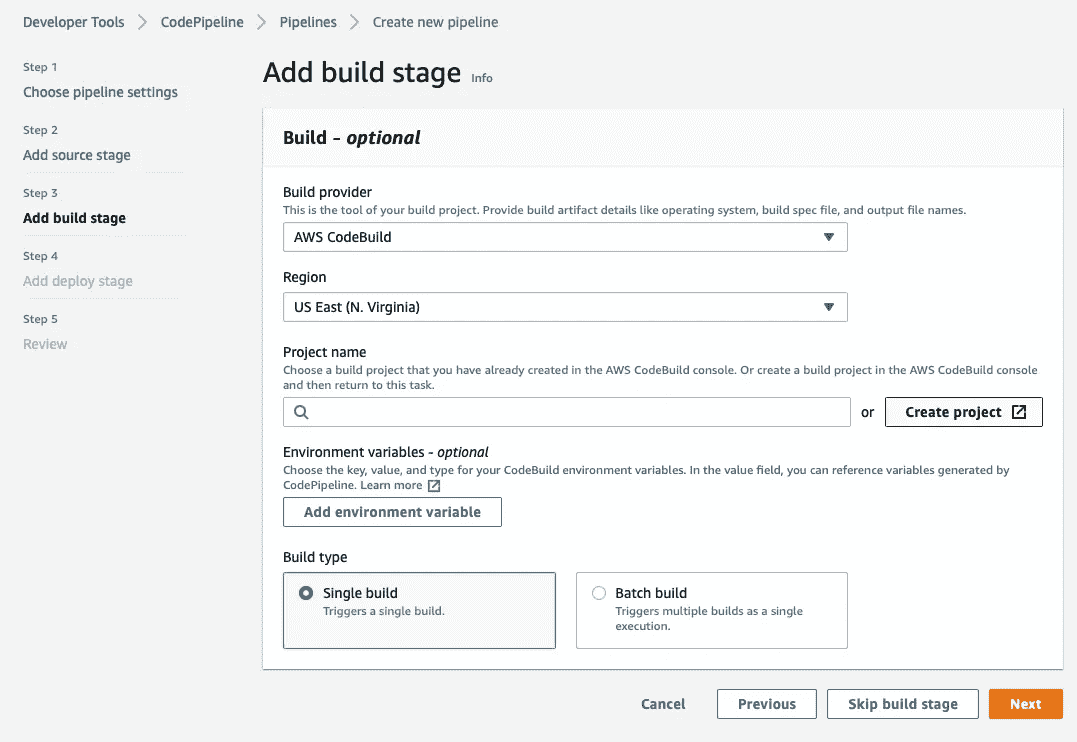 Developer Tools > CodePipeline > Pipelines > Create new pipeline
Step 1
Choose pipeline settings
Step 2
Add source stage
Step 3
Add build stage
Step 4
Add deploy stage
Step 5
Review
Add build stage Info
Build - optional
Build provider
This is the tool of your build project. Provide build artifact details like operating system, build spec file, and output file names.
AWS CodeBuild
Region
US East (N. Virginia)
Project name
Choose a build project that you have already created in the AWS CodeBuild console. Or create a build project in the AWS CodeBuild console
and then return to this task.
or Create project
Environment variables - optional
Choose the key, value, and type for your CodeBuild environment variables. In the value field, you can reference variables generated by
CodePipeline. Learn more
Add environment variable
Build type
Single build
Triggers a single build.
Batch build
Triggers multiple builds as a single
execution.
Cancel Previous Skip build stage Next